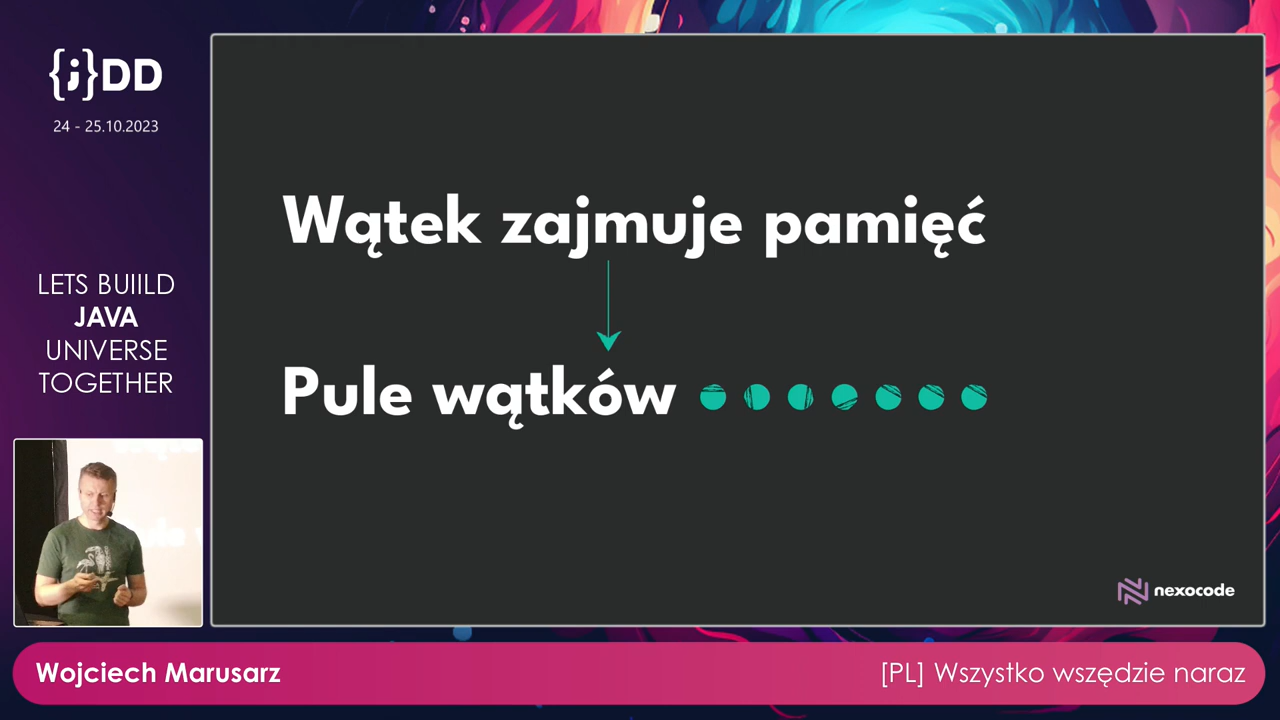 {j}DD
24 - 25.10.2023
LETS BUIILD
JAVA
UNIVERSE
TOGETHER
Wątek zajmuje pamięć
Pule wątków
nexocode
Wojciech Marusarz
[PL] Wszystko wszędzie naraz